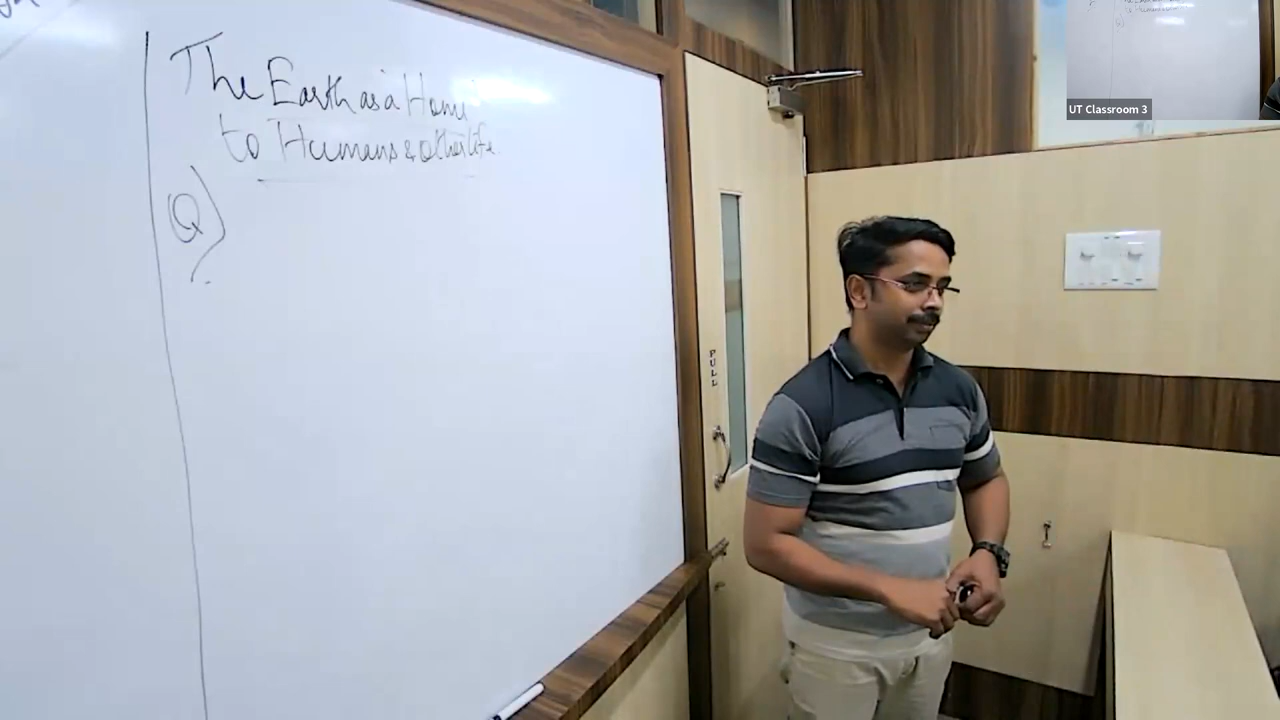 The Earth as a Home
to Humans & other life
Q)
PULL
UT Classroom 3